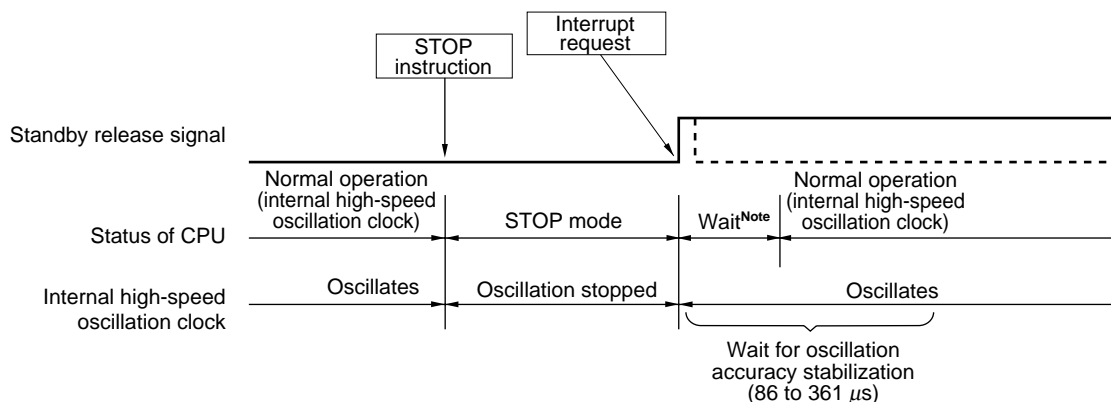 STOP
instruction
Interrupt
request
Standby release signal
Normal operation
(internal high-speed
oscillation clock)
Normal operation
(internal high-speed
oscillation clock)
Status of CPU
STOP mode
WaitNote
Internal high-speed
oscillation clock
Oscillates
Oscillation stopped
Oscillates
Wait for oscillation
accuracy stabilization
(86 to 361 μs)